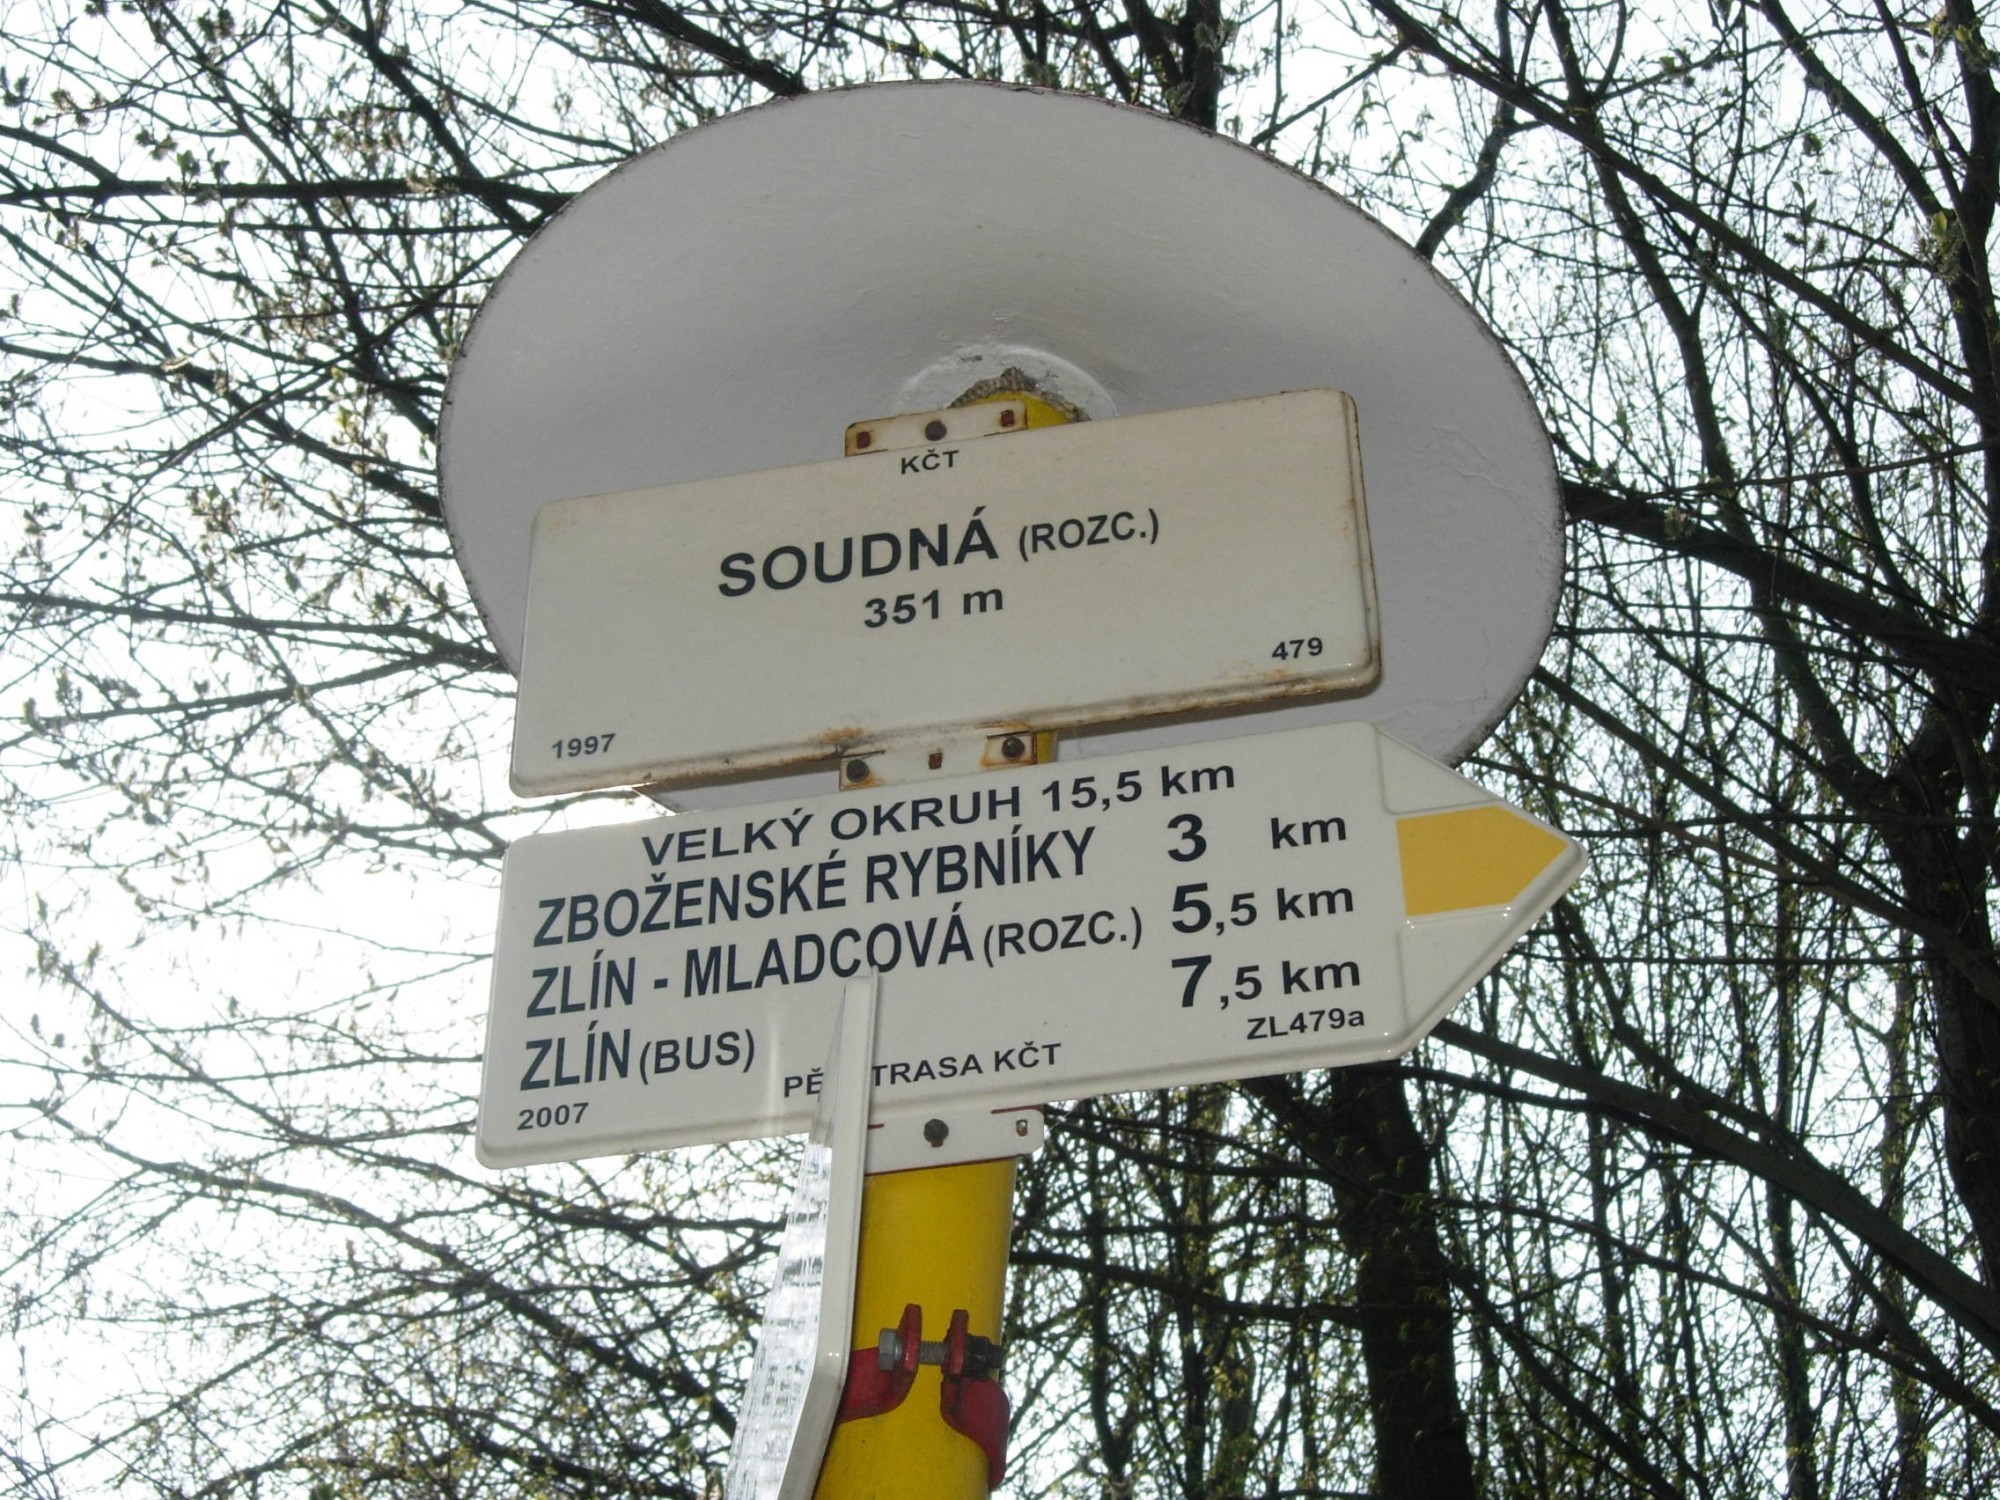 KČT
SOUDNÁ (ROZC.)
351 m
479
1997
VELKÝ OKRUH 15,5 km
ZBOŽENSKÉ RYBNÍKY 3 km
ZLÍN - MLADCOVÁ (ROZC.) 5,5 km
ZLÍN (BUS) 7,5 km
ZL479a
TRASA KČT
2007